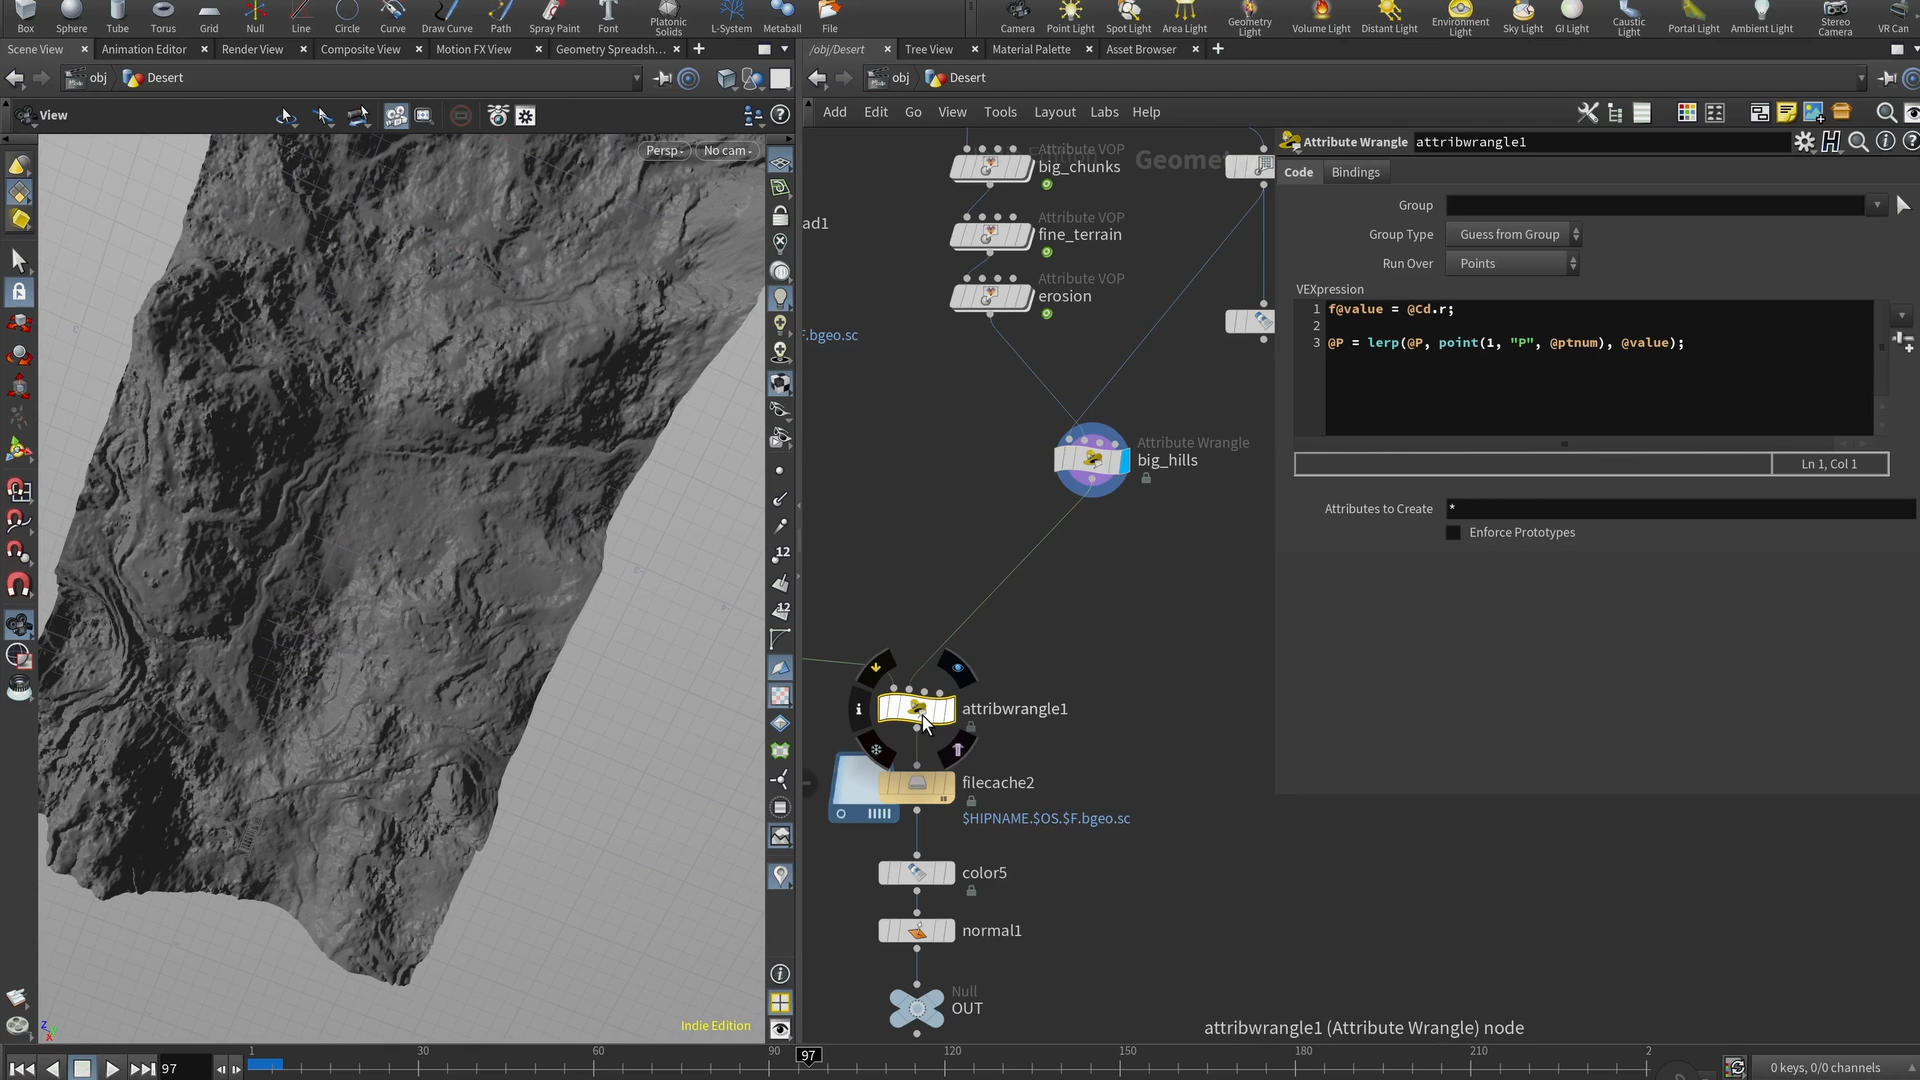 Box
Sphere
Tube
Torus
Grid
Null
Line
Circle
Curve
Draw Curve
Path
Spray Paint
Font
Platonic
Solids
L-System
Metaball
File
Camera
Point Light
Spot Light
Area Light
Geometry
Light
Volume Light
Distant Light
Environment
Light
Sky Light
GI Light
Caustic
Light
Portal Light
Ambient Light
Stereo
Camera
VR Can
Scene View
Animation Editor
Render View
Composite View
Motion FX View
Geometry Spreadsh...
/obj/Desert
Tree View
Material Palette
Asset Browser
obj
Desert
obj
Desert
View
Add
Edit
Go
View
Tools
Layout
Labs
Help
Persp
No cam
Attribute VOP
big_chunks
Geomet
Attribute VOP
fine_terrain
ad1
Attribute VOP
erosion
F.bgeo.sc
Attribute Wrangle
big_hills
attribwrangle1
filecache2
$HIPNAME.$OS.$F.bgeo.sc
color5
normal1
Null
OUT
Attribute Wrangle
attribwrangle1
Code
Bindings
Group
Group Type
Guess from Group
Run Over
Points
VEXpression
1 f@value = @Cd.r;
2
3 @P = lerp(@P, point(1, "P", @ptnum), @value);
Ln 1, Col 1
Attributes to Create
*
Enforce Prototypes
12
12
Indie Edition
attribwrangle1 (Attribute Wrangle) node
97
1
30
60
90
97
120
150
180
210
2
0 keys, 0/0 channels